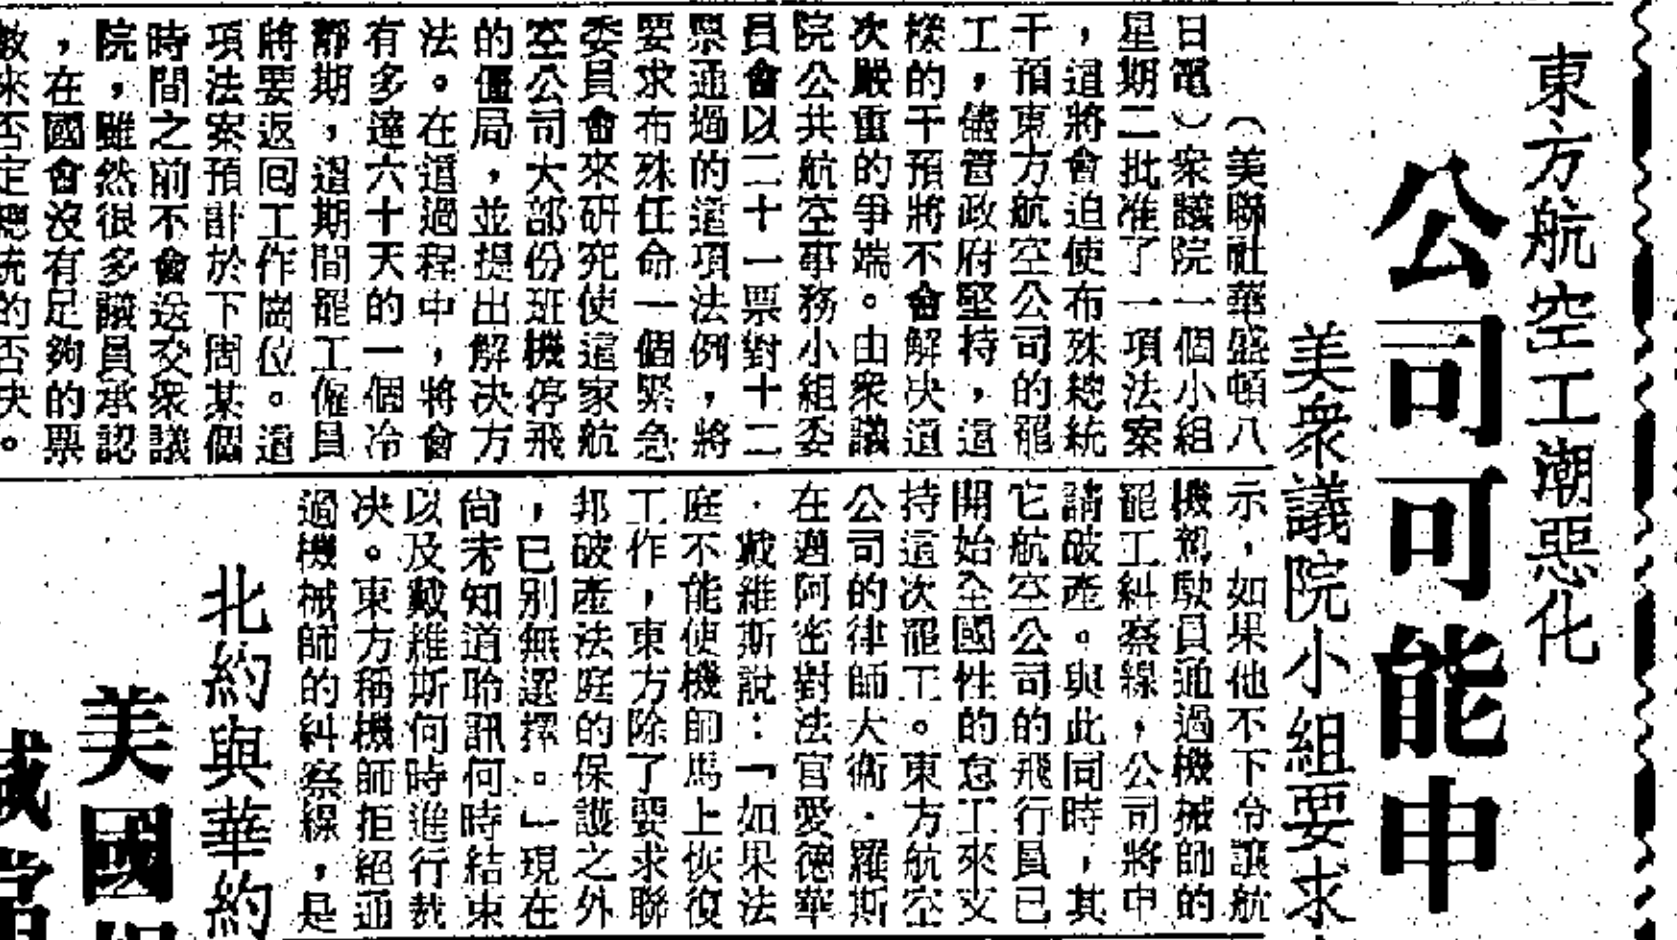 東方航空工潮惡化
公司可能申
美衆議院小組要求
（美聯社華盛頓八
日電）衆議院一個小組
星期二批准了一項法案
，這將會迫使布殊總統
干預東方航空公司的罷
工，儘管政府堅持，這
樣的干預將不會解决這
次嚴重的爭端。由衆議
院公共航空事務小組委
員會以二十一票對十二
票通過的這項法例，將
要求布殊任命一個緊急
委員會來研究使這家航
空公司大部份班機停飛
的僵局，並提出解决方
法。在這過程中，將會
有多達六十天的一個冷
靜期，這期間罷工僱員
將要返回工作崗位。這
項法案預計於下周某個
時間之前不會送交衆議
院，雖然很多議員承認
，在國會沒有足夠的票
數來否定總統的否决。
示，如果他不下令讓航
機駕駛員通過機械師的
罷工糾察線，公司將申
請破產。與此同時，其
它航空公司的飛行員已
開始全國性的怠工來支
持這次罷工。東方航空
公司的律師大衛．羅斯
在邁阿密對法官愛德華
．戴維斯說：「如果法
庭不能使機師馬上恢復
工作，東方除了要求聯
邦破產法庭的保護之外
，已別無選擇。」現在
尚未知道聆訊何時結束
以及戴維斯何時進行裁
决。東方稱機師拒絕通
過機械師的糾察線，是
北約與華約
美國